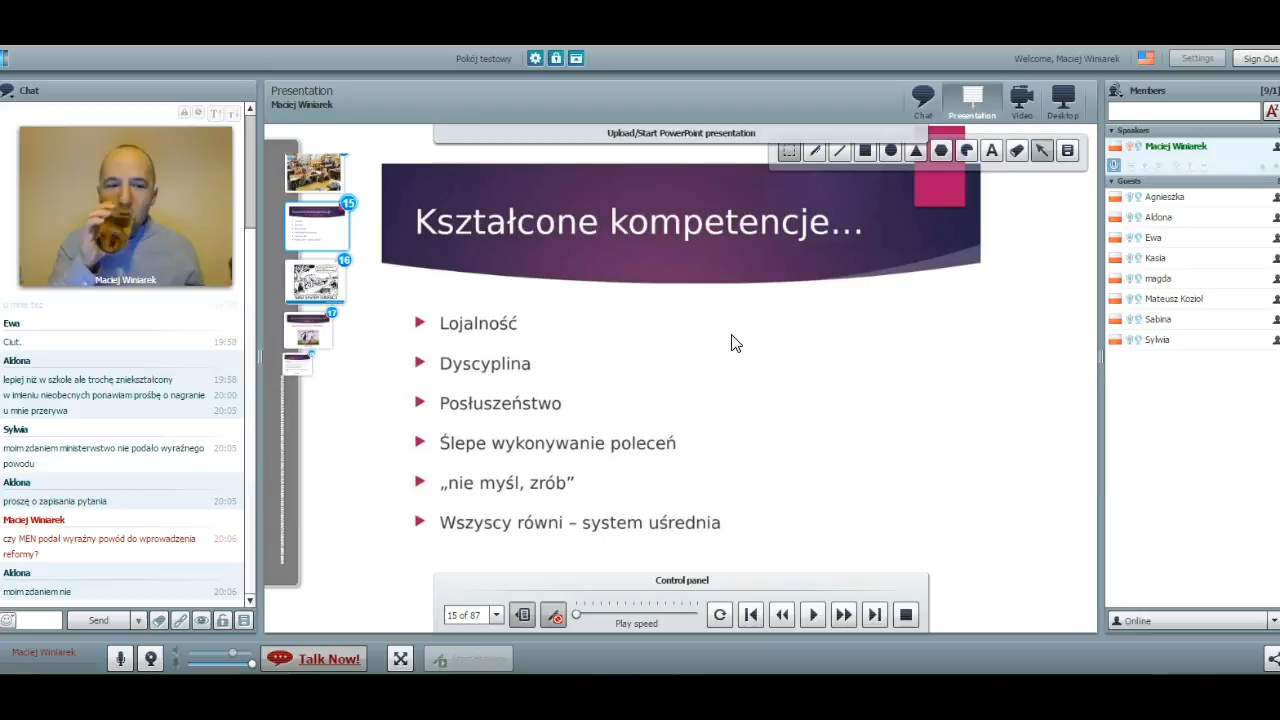 Pokój testowy
Welcome, Maciej Winiarek
Settings
Sign Out
Chat
Maciej Winiarek
u mnie też
Ewa
Ciut.
19:58
Aldona
lepiej niż w szkole ale trochę zniekształcony
19:58
w imieniu nieobecnych ponawiam prośbę o nagranie
20:00
u mnie przerywa
20:05
Sylwia
moim zdaniem ministerwstwo nie podało wyraźnego
20:05
powodu
Aldona
proszę o zapisania pytania
20:05
Maciej Winiarek
czy MEN podał wyraźny powód do wprowadzenia
20:06
reformy?
Aldona
moim zdaniem nie
20:06
Send
Presentation
Maciej Winiarek
Chat
Presentation
Video
Desktop
Upload/Start PowerPoint presentation
15
16
17
Kształcone kompetencje...
Lojalność
Dyscyplina
Posłuszeństwo
Ślepe wykonywanie poleceń
„nie myśl, zrób”
Wszyscy równi – system uśrednia
Control panel
15 of 87
Play speed
Members
[9/1
Speakers
Maciej Winiarek
Guests
Agnieszka
Aldona
Ewa
Kasia
magda
Mateusz Kozioł
Sabina
Sylwia
Online
Maciej Winiarek
Talk Now!